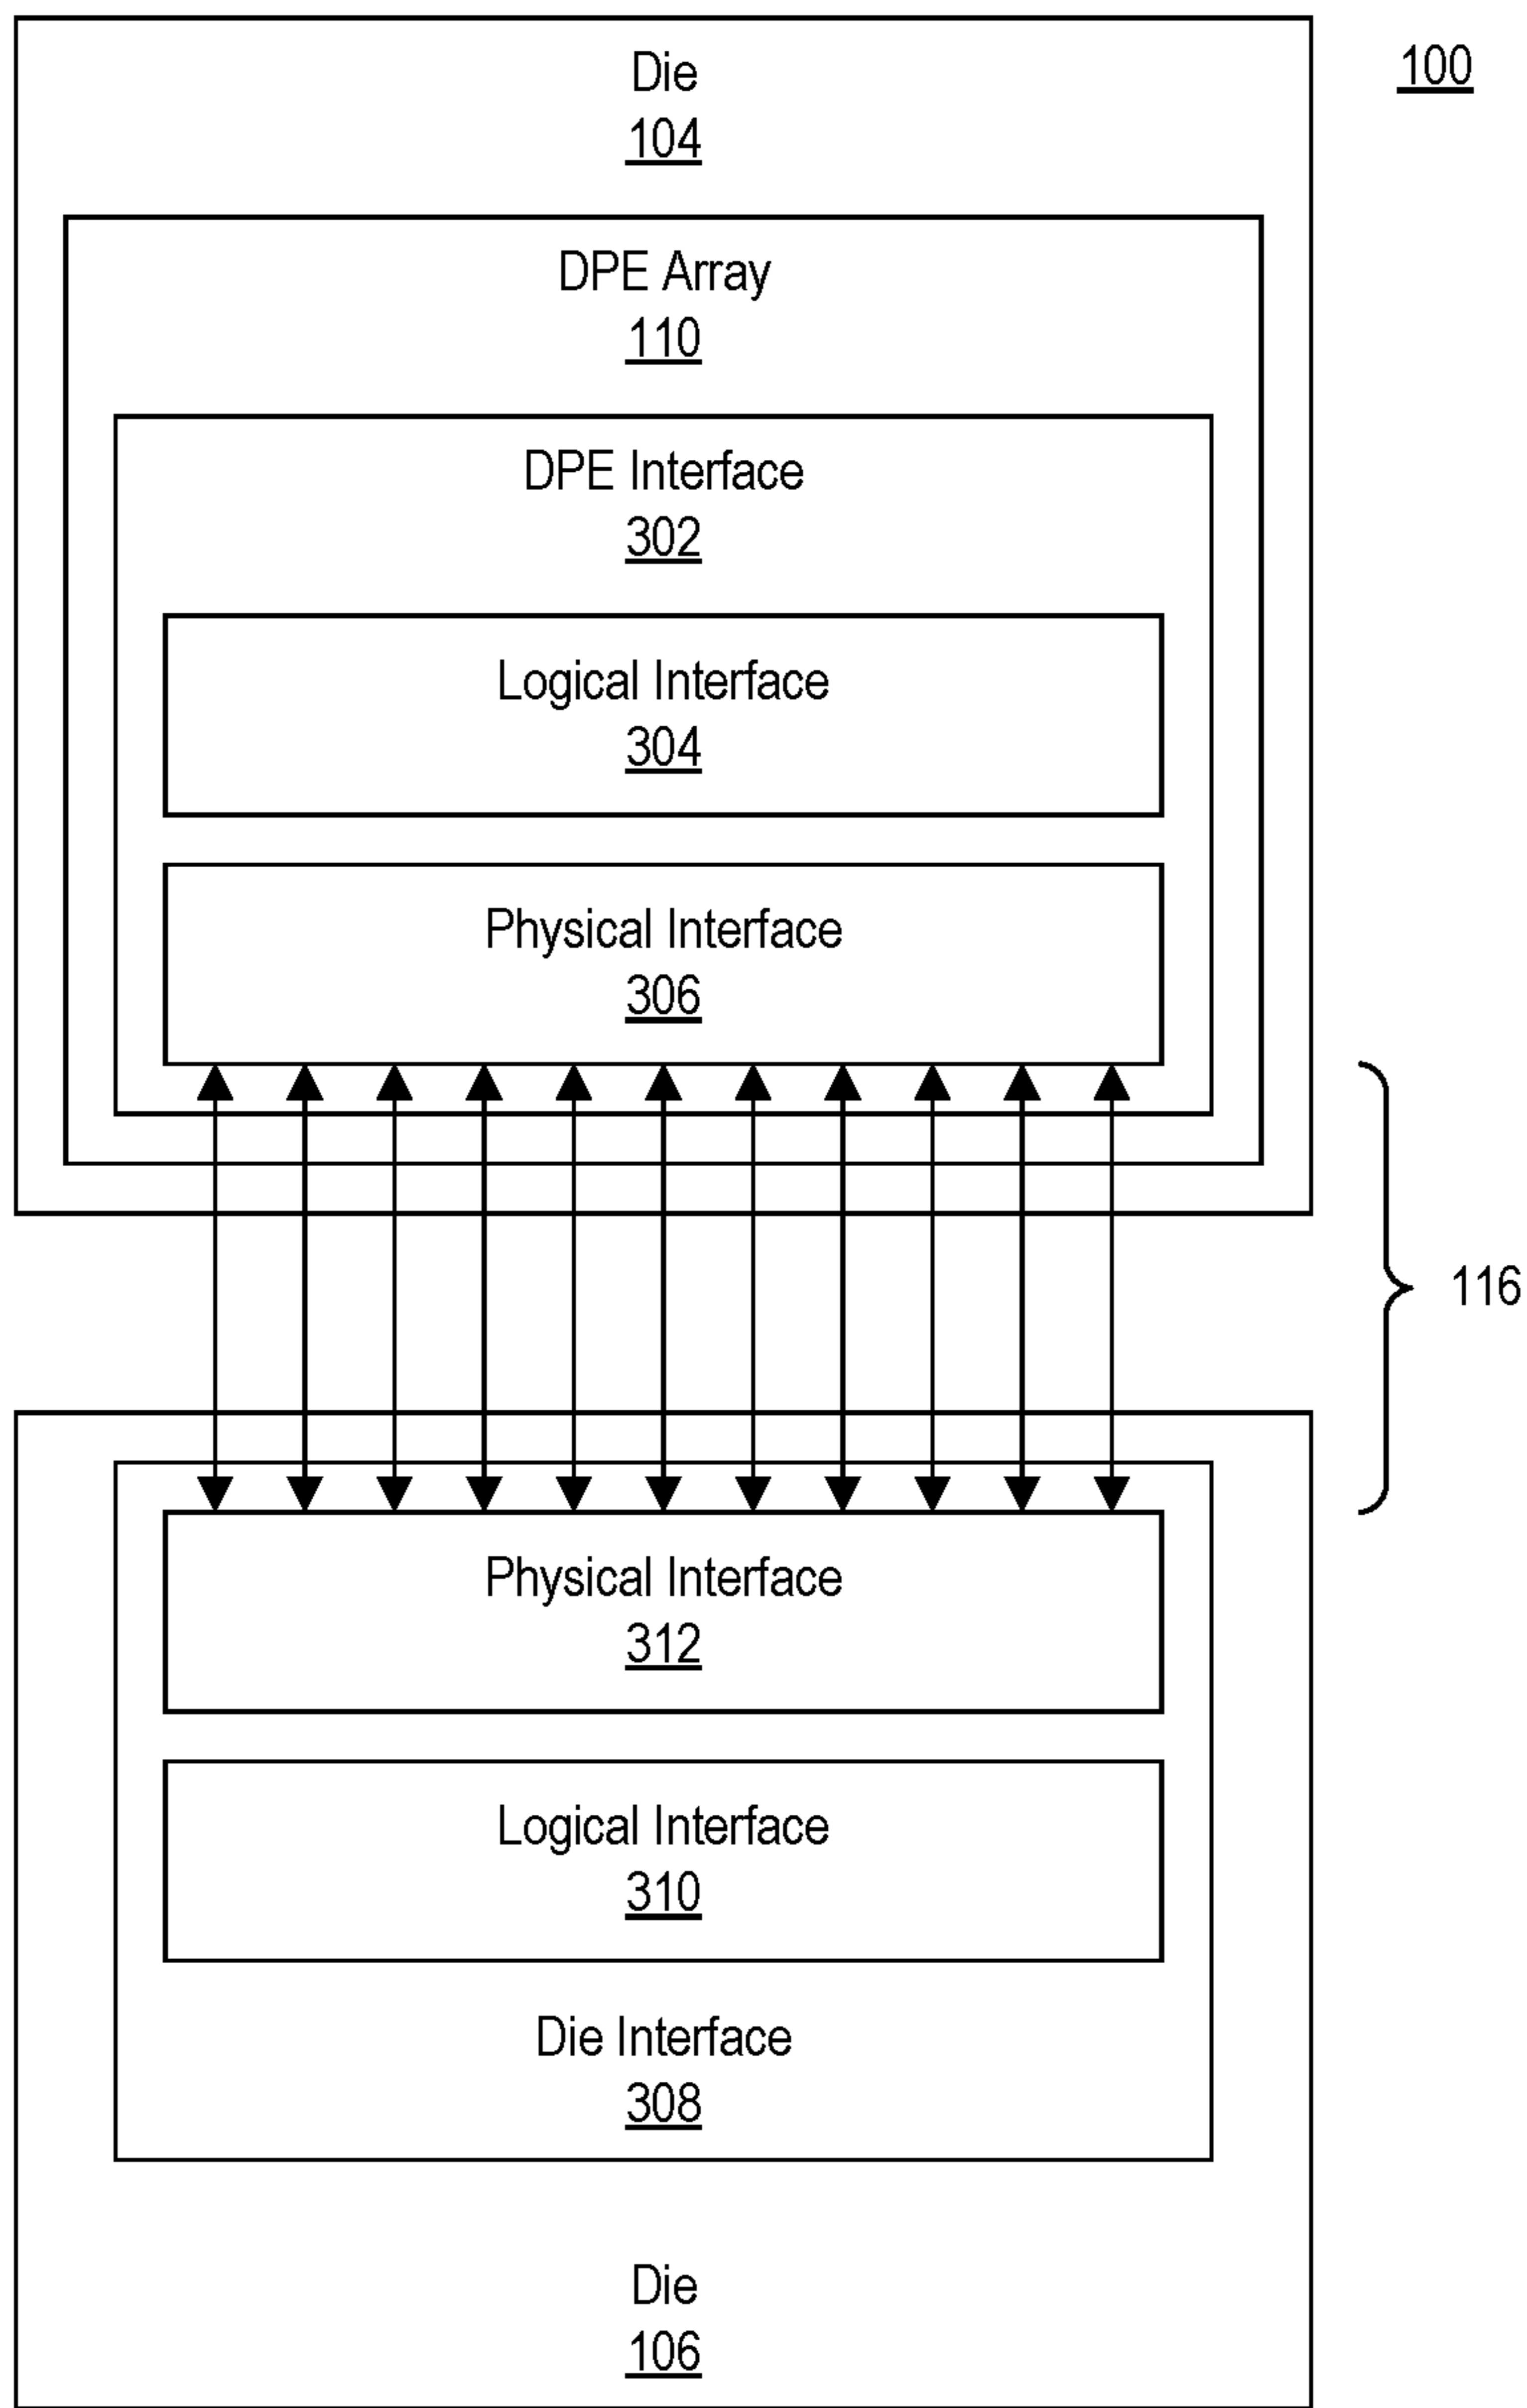 100
Die
104
DPE Array
110
DPE Interface
302
Logical Interface
304
Physical Interface
306
116
Physical Interface
312
Logical Interface
310
Die Interface
308
Die
106